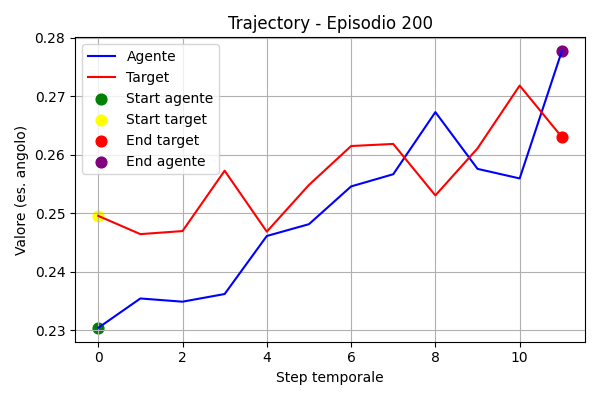 Trajectory - Episodio 200
Agente
Target
Start agente
Start target
End target
End agente
Valore (es. angolo)
0.28
0.27
0.26
0.25
0.24
0.23
0 2 4 6 8 10
Step temporale